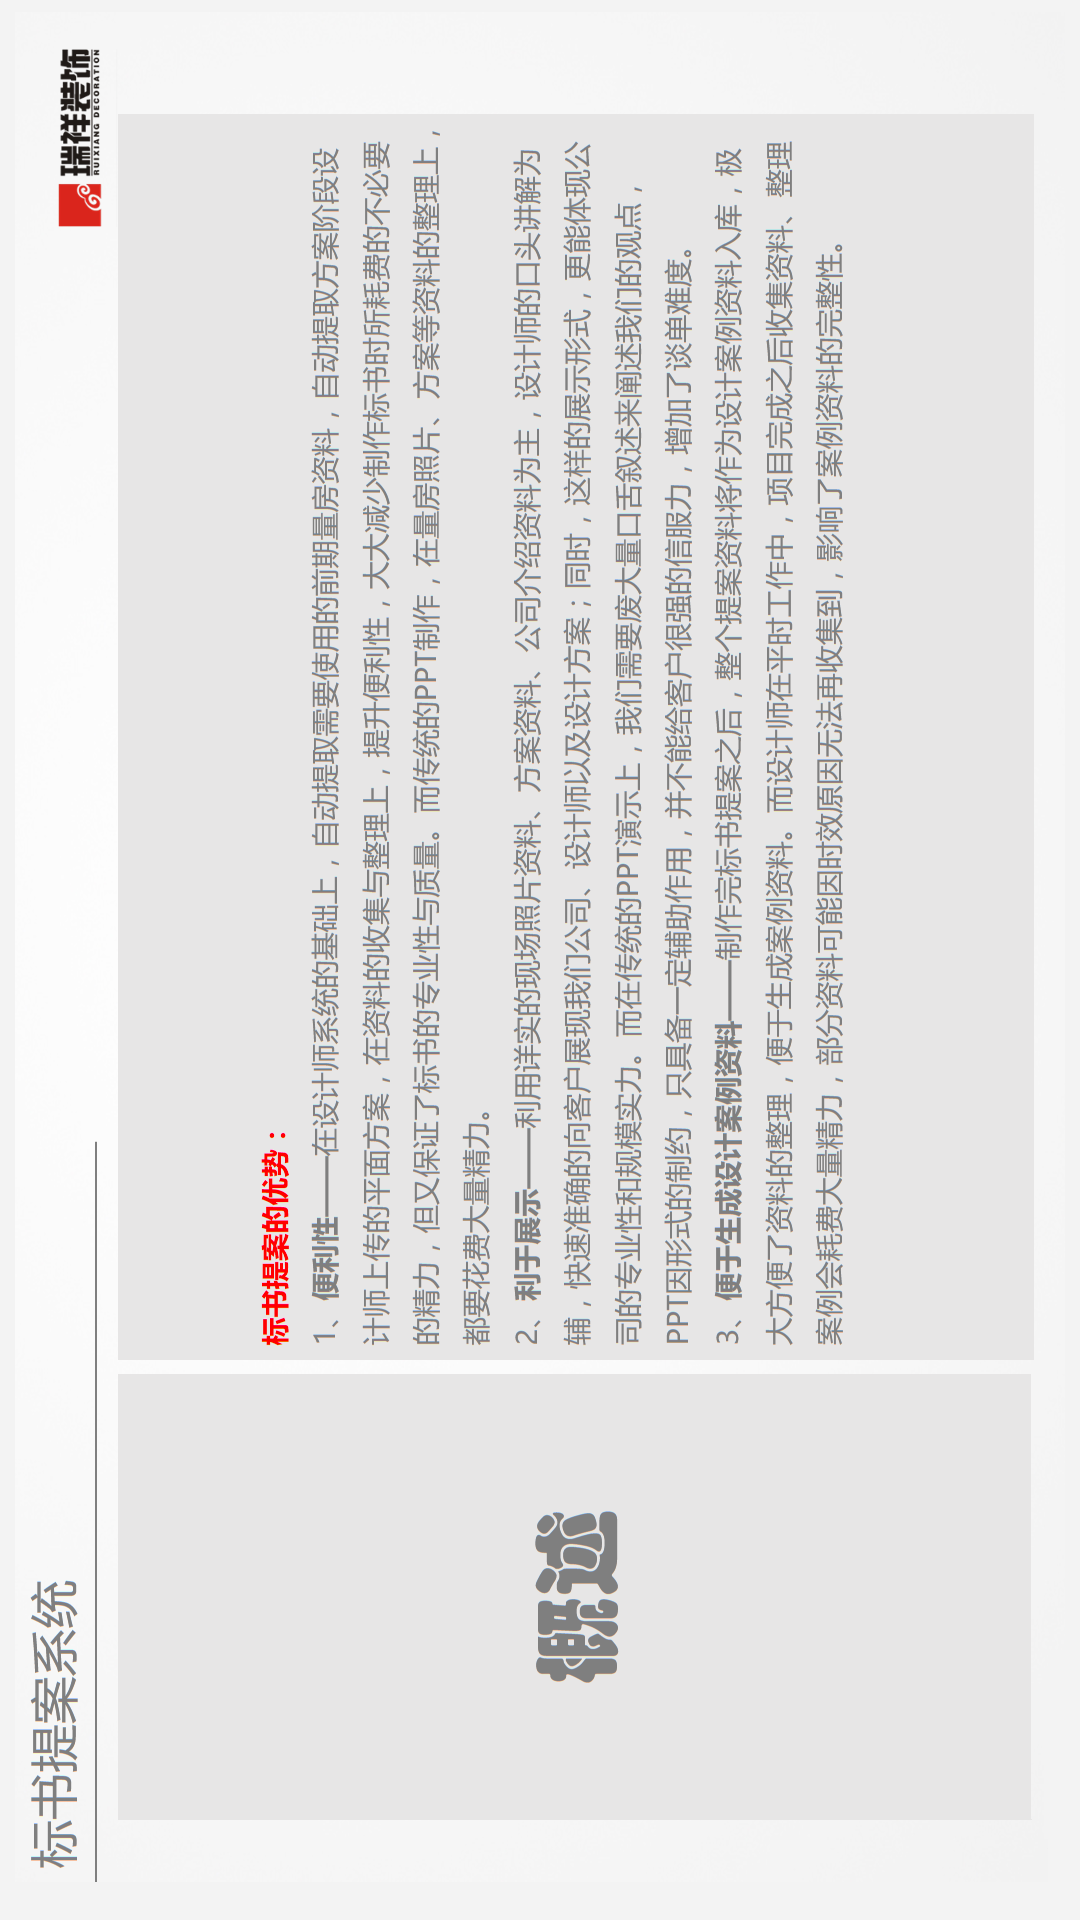 标书提案系统
瑞祥装饰
RUIXIANG DECORATION
概述
标书提案的优势：
1、便利性——在设计师系统的基础上，自动提取需要使用的前期量房资料，自动提取方案阶段设
计师上传的平面方案，在资料的收集与整理上，提升便利性，大大减少制作标书时所耗费的不必要
的精力，但又保证了标书的专业性与质量。而传统的PPT制作，在量房照片、方案等资料的整理上，
都要花费大量精力。
2、利于展示——利用详实的现场照片资料、方案资料、公司介绍资料为主，设计师的口头讲解为
辅，快速准确的向客户展现我们公司、设计师以及设计方案；同时，这样的展示形式，更能体现公
司的专业性和规模实力。而在传统的PPT演示上，我们需要废大量口舌叙述来阐述我们的观点，
PPT因形式的制约，只具备一定辅助作用，并不能给客户很强的信服力，增加了谈单难度。
3、便于生成设计案例资料——制作完标书提案之后，整个提案资料将作为设计案例资料入库，极
大方便了资料的整理，便于生成案例资料。而设计师在平时工作中，项目完成之后收集资料、整理
案例会耗费大量精力，部分资料可能因时效原因无法再收集到，影响了案例资料的完整性。